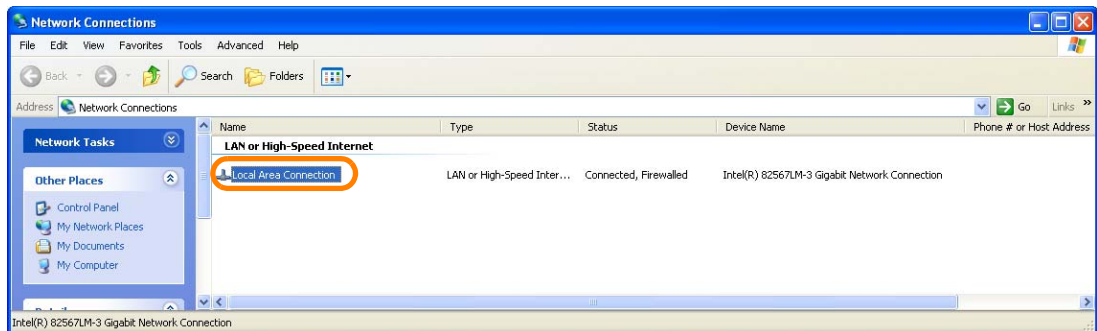 Network Connections
File Edit View Favorites Tools Advanced Help
Back Search Folders
Address Network Connections Go Links »
Network Tasks
Other Places
Control Panel
My Network Places
My Documents
My Computer
Name Type Status Device Name Phone # or Host Address
LAN or High-Speed Internet
Local Area Connection LAN or High-Speed Inter... Connected, Firewalled Intel(R) 82567LM-3 Gigabit Network Connection
Intel(R) 82567LM-3 Gigabit Network Connection